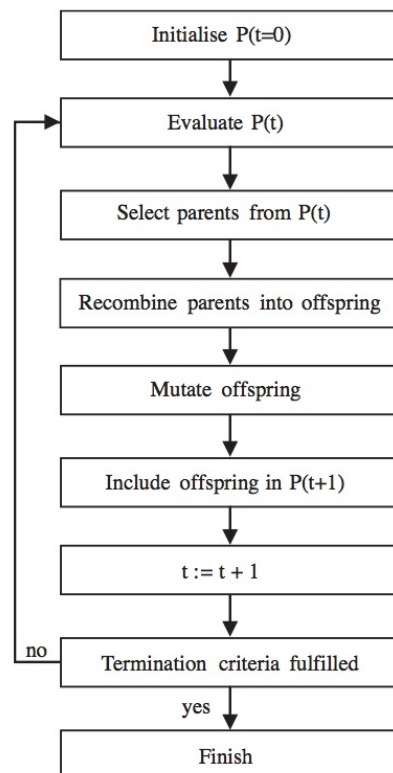 Initialise P(t=0)
Evaluate P(t)
Select parents from P(t)
Recombine parents into offspring
Mutate offspring
Include offspring in P(t+1)
t := t + 1
no
Termination criteria fulfilled
yes
Finish